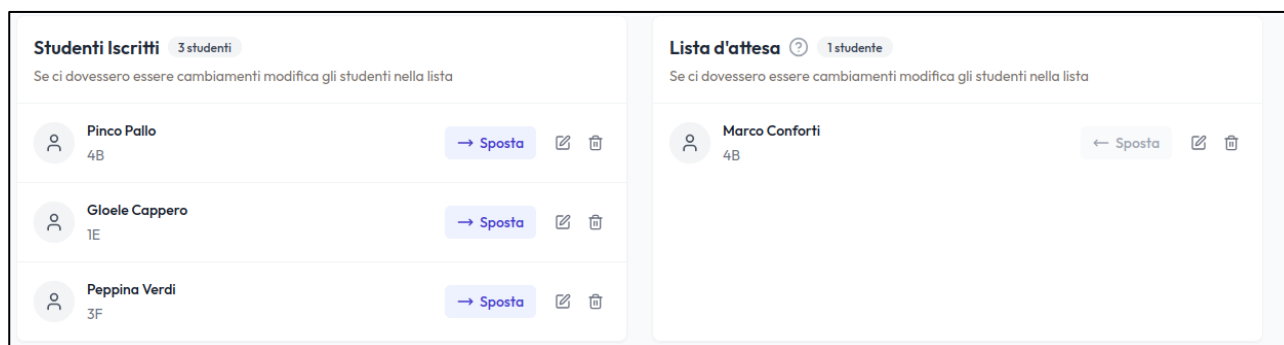 Studenti Iscritti 3 studenti
Se ci dovessero essere cambiamenti modifica gli studenti nella lista
Pinco Pallo
4B
→ Sposta
Gloele Cappero
1E
→ Sposta
Peppina Verdi
3F
→ Sposta
Lista d'attesa ? 1 studente
Se ci dovessero essere cambiamenti modifica gli studenti nella lista
Marco Conforti
4B
← Sposta